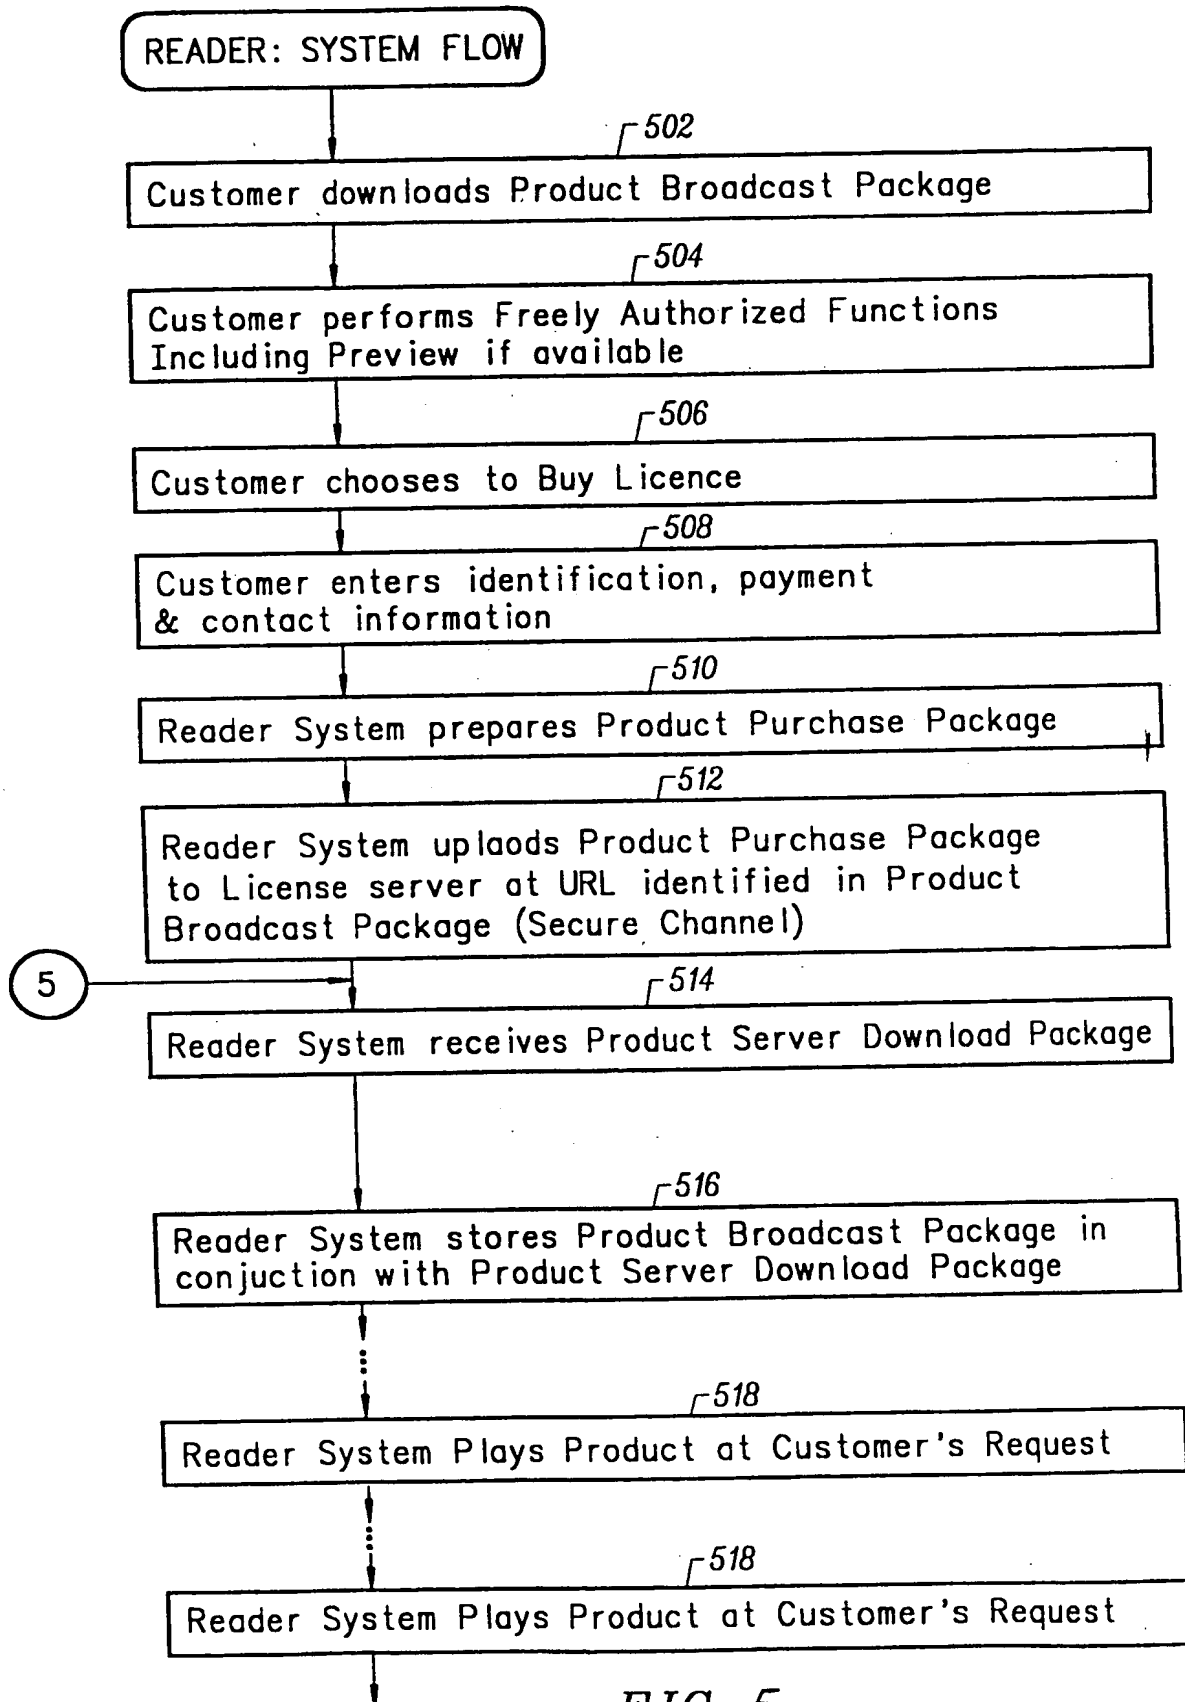 READER: SYSTEM FLOW
502
Customer downloads Product Broadcast Package
504
Customer performs Freely Authorized Functions
Including Preview if available
506
Customer chooses to Buy Licence
508
Customer enters identification, payment
& contact information
510
Reader System prepares Product Purchase Package
512
Reader System uplaods Product Purchase Package
to License server at URL identified in Product
Broadcast Package (Secure Channel)
5
514
Reader System receives Product Server Download Package
516
Reader System stores Product Broadcast Package in
conjuction with Product Server Download Package
518
Reader System Plays Product at Customer's Request
518
Reader System Plays Product at Customer's Request
FIG. 5